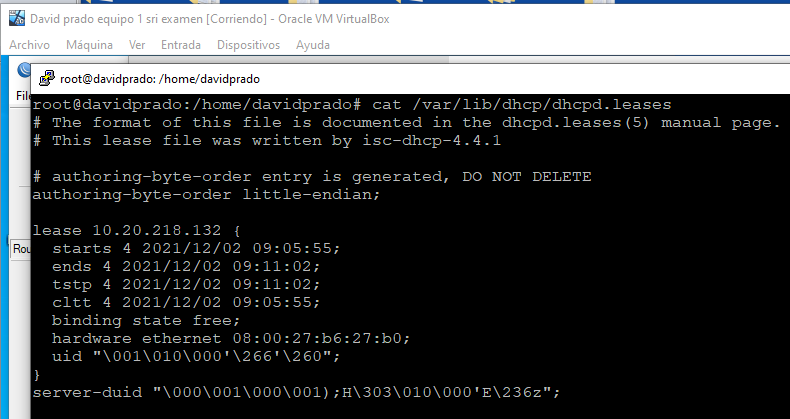 David prado equipo 1 sri examen [Corriendo] - Oracle VM VirtualBox
Archivo Máquina Ver Entrada Dispositivos Ayuda
root@davidprado: /home/davidprado
root@davidprado:/home/davidprado# cat /var/lib/dhcp/dhcpd.leases
# The format of this file is documented in the dhcpd.leases(5) manual page.
# This lease file was written by isc-dhcp-4.4.1
# authoring-byte-order entry is generated, DO NOT DELETE
authoring-byte-order little-endian;
lease 10.20.218.132 {
  starts 4 2021/12/02 09:05:55;
  ends 4 2021/12/02 09:11:02;
  tstp 4 2021/12/02 09:11:02;
  cltt 4 2021/12/02 09:05:55;
  binding state free;
  hardware ethernet 08:00:27:b6:27:b0;
  uid "\001\010\000'\266'\260";
}
server-duid "\000\001\000\001);H\303\010\000'E\236z";